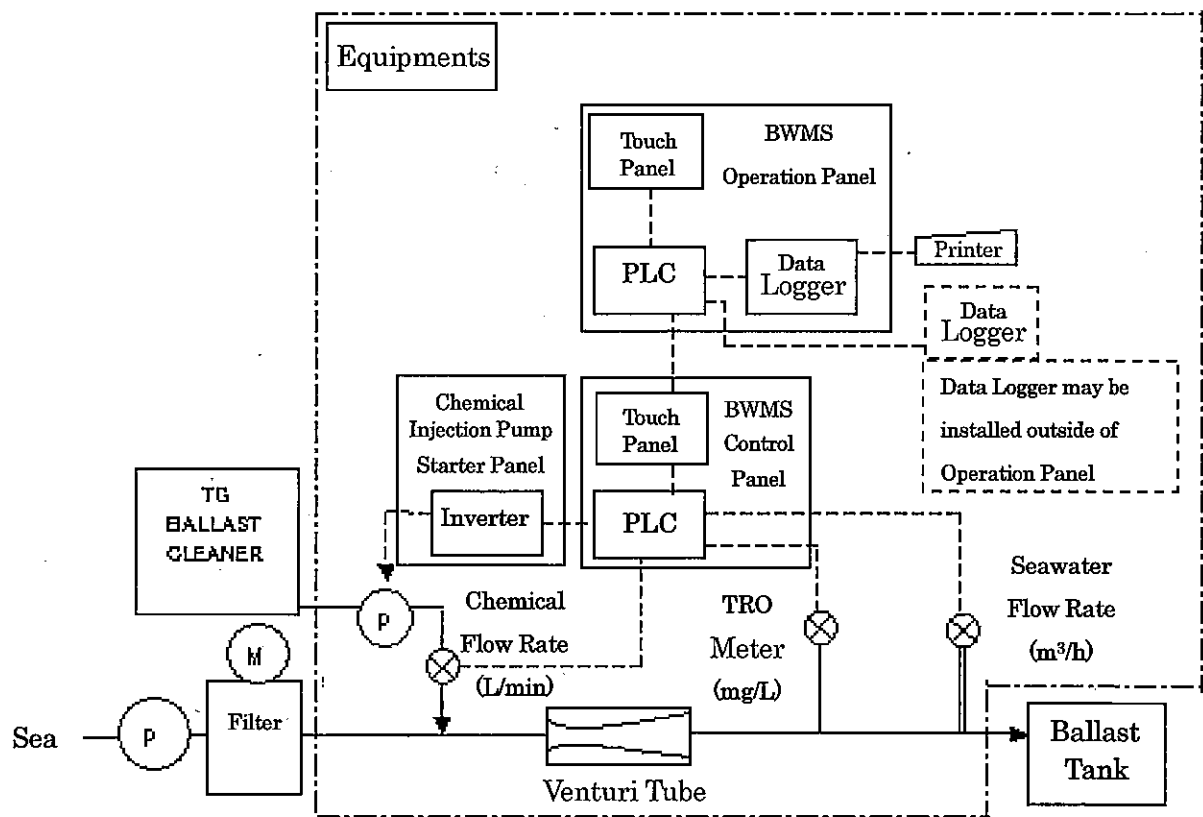 Equipments
Touch
Panel
BWMS
Operation Panel
PLC
Data
Logger
Printer
Data
Logger
Data Logger may be
installed outside of
Operation Panel
Chemical
Injection Pump
Starter Panel
Inverter
Touch
Panel
BWMS
Control
Panel
PLC
TG
BALLAST
CLEANER
P
Chemical
Flow Rate
(L/min)
TRO
Meter
(mg/L)
Seawater
Flow Rate
(m³/h)
M
Filter
Sea
P
Venturi Tube
Ballast
Tank